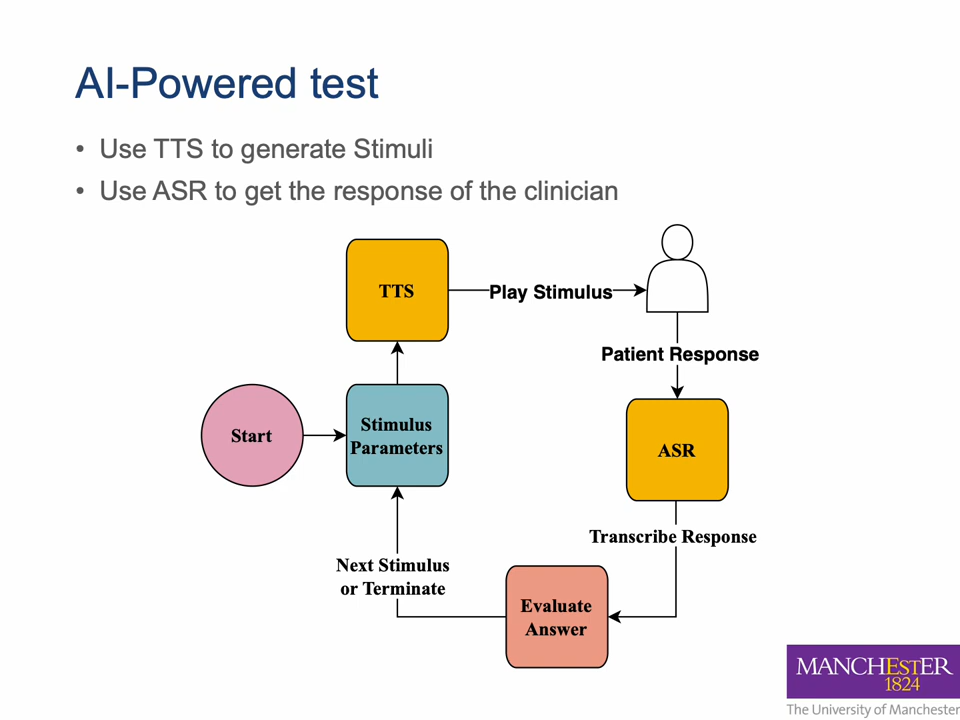 AI-Powered test
• Use TTS to generate Stimuli
• Use ASR to get the response of the clinician
TTS
Play Stimulus
Patient Response
Start
Stimulus
Parameters
ASR
Transcribe Response
Next Stimulus
or Terminate
Evaluate
Answer
MANCHESTER
1824
The University of Manchester